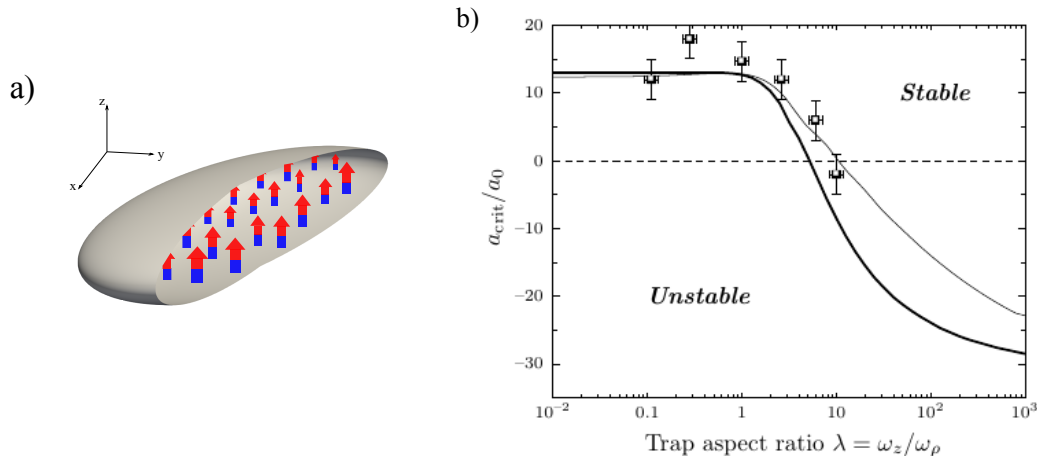 a)
z
y
x
b)
20
10
0
−10
−20
−30
a_crit/a_0
Stable
Unstable
10^−2
0.1
1
10
10^2
10^3
Trap aspect ratio λ = ω_z/ω_ρ